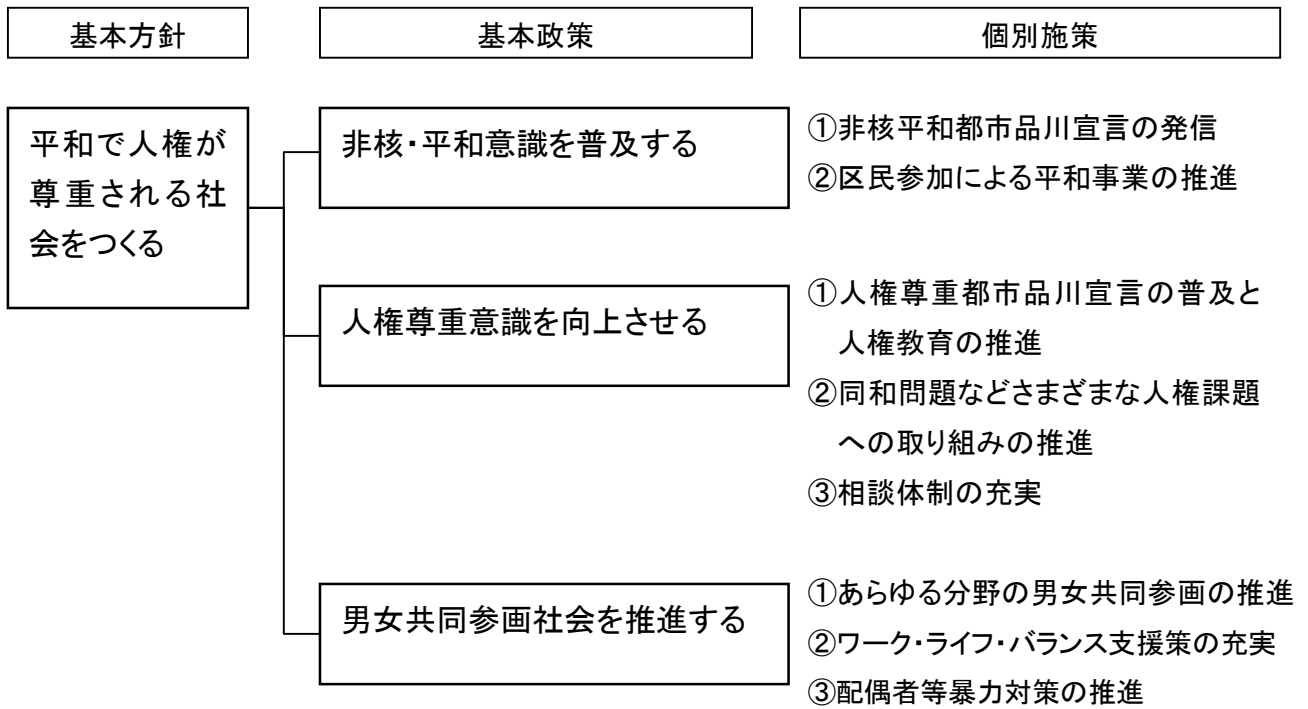 基本方針
基本政策
個別施策
平和で人権が
尊重される社
会をつくる
非核・平和意識を普及する
①非核平和都市品川宣言の発信
②区民参加による平和事業の推進
人権尊重意識を向上させる
①人権尊重都市品川宣言の普及と
人権教育の推進
②同和問題などさまざまな人権課題
への取り組みの推進
③相談体制の充実
男女共同参画社会を推進する
①あらゆる分野の男女共同参画の推進
②ワーク・ライフ・バランス支援策の充実
③配偶者等暴力対策の推進